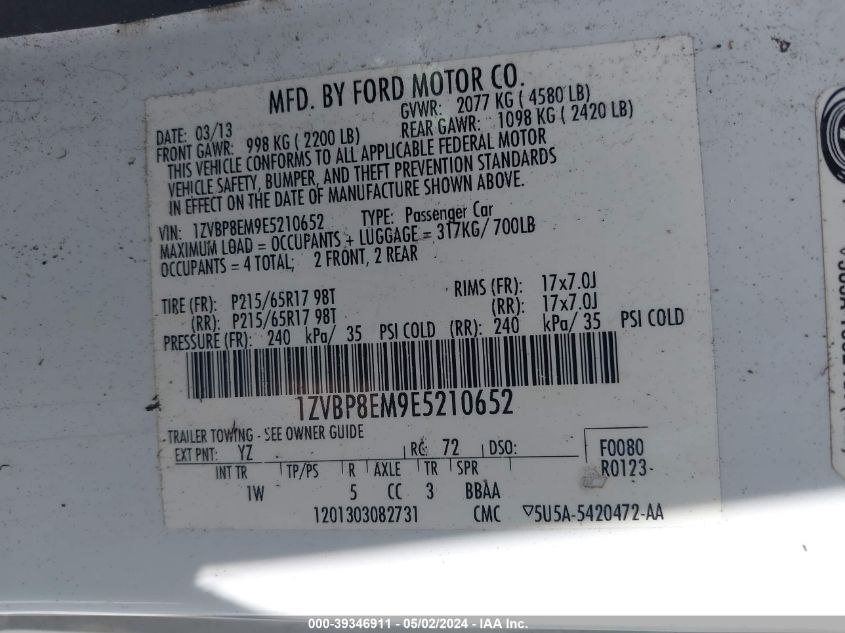 MFD. BY FORD MOTOR CO.
DATE: 03/13 GVWR: 2077 KG ( 4580 LB)
FRONT GAWR: 998 KG ( 2200 LB) REAR GAWR: 1098 KG ( 2420 LB)
THIS VEHICLE CONFORMS TO ALL APPLICABLE FEDERAL MOTOR
VEHICLE SAFETY, BUMPER, AND THEFT PREVENTION STANDARDS
IN EFFECT ON THE DATE OF MANUFACTURE SHOWN ABOVE.
VIN: 1ZVBP8EM9E5210652 TYPE: Passenger Car
MAXIMUM LOAD = OCCUPANTS + LUGGAGE = 317KG/ 700LB
OCCUPANTS = 4 TOTAL; 2 FRONT, 2 REAR
TIRE (FR): P215/65R17 98T RIMS (FR): 17x7.0J
(RR): P215/65R17 98T (RR): 17x7.0J
PRESSURE (FR): 240 kPa/ 35 PSI COLD (RR): 240 kPa/ 35 PSI COLD
1ZVBP8EM9E5210652
TRAILER TOWING - SEE OWNER GUIDE
EXT PNT: YZ RC: 72 DSO: F0080
INT TR TP/PS R AXLE TR SPR R0123
1W 5 CC 3 BBAA
1201303082731 CMC 5U5A-5420472-AA
000-39346911 - 05/02/2024 - IAA Inc.